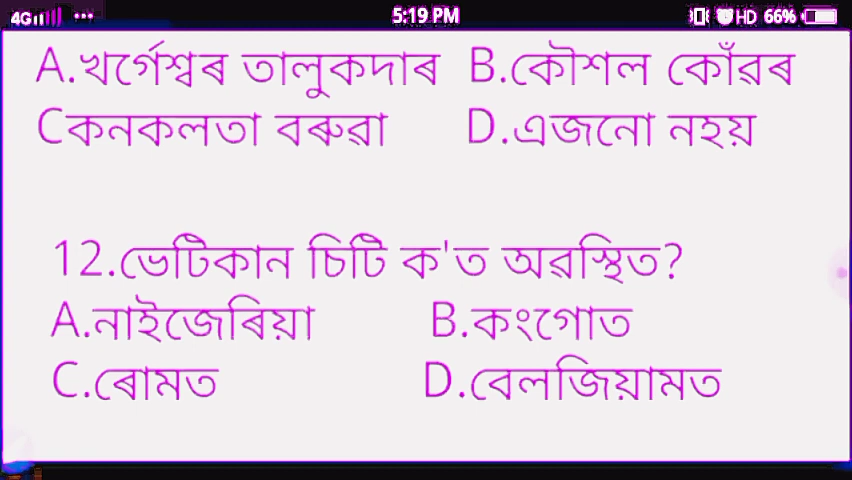 4G 5:19 PM HD 66%
A.খৰ্গেশ্বৰ তালুকদাৰ B.কৌশল কোঁৱৰ
Cকনকলতা বৰুৱা D.এজনো নহয়
12.ভেটিকান চিটি ক'ত অৱস্থিত?
A.নাইজেৰিয়া B.কংগোত
C.ৰোমত D.বেলজিয়ামত